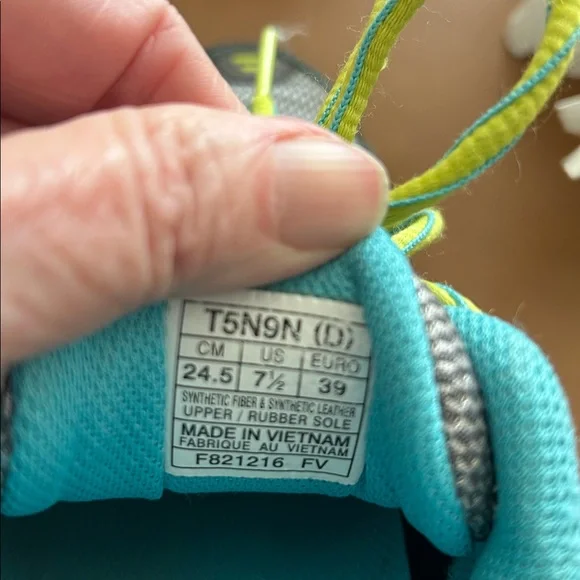 T5N9N (D)
CM US EURO
24.5 7½ 39
SYNTHETIC FIBER & SYNTHETIC LEATHER
UPPER / RUBBER SOLE
MADE IN VIETNAM
FABRIQUE AU VIETNAM
F821216 FV